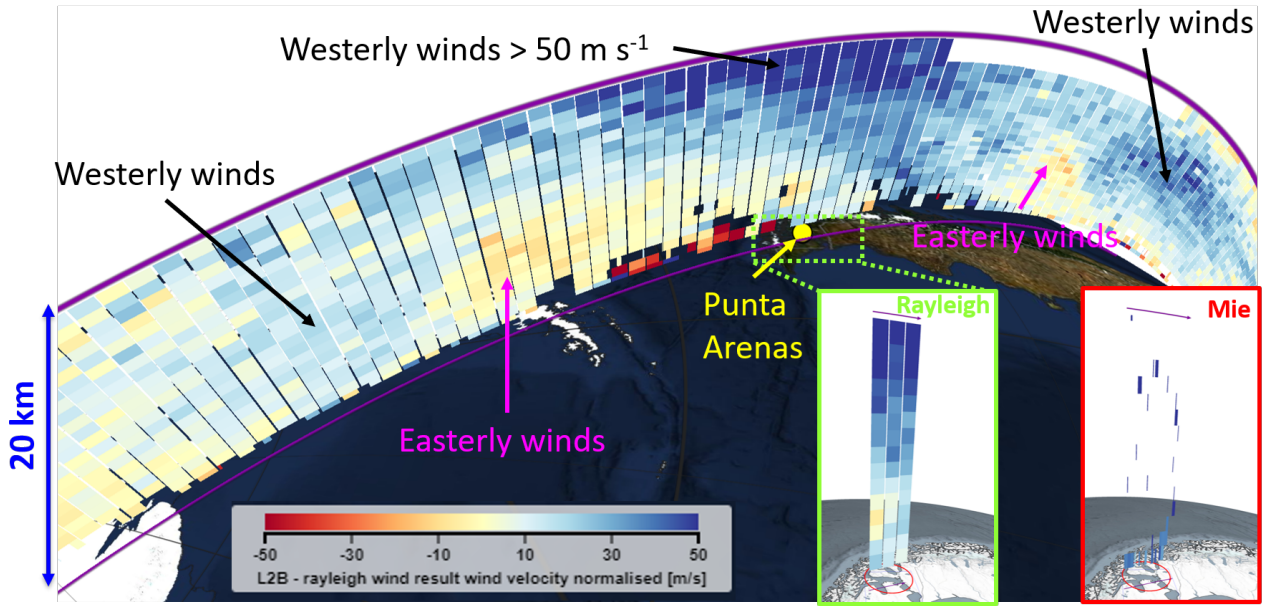 Westerly winds
Westerly winds > 50 m s⁻¹
Westerly winds
Easterly winds
Punta
Arenas
Rayleigh
Mie
20 km
Easterly winds
-50
-30
-10
10
30
50
L2B - rayleigh wind result wind velocity normalised [m/s]